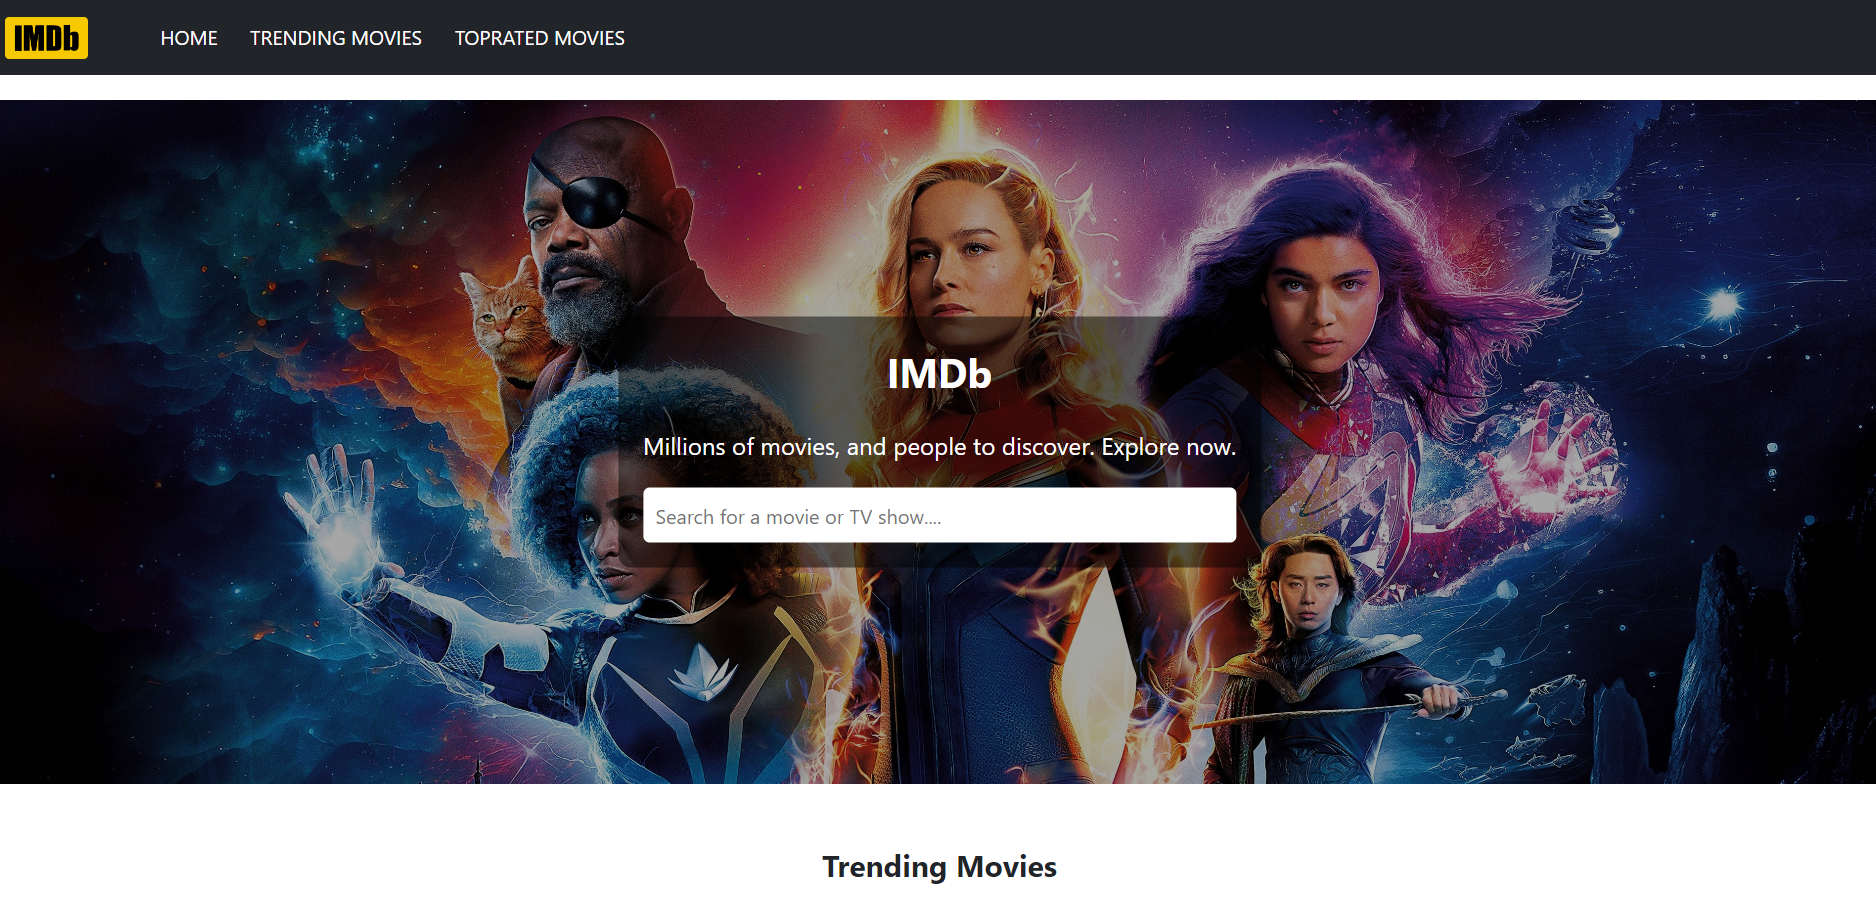 IMDb
HOME TRENDING MOVIES TOPRATED MOVIES
IMDb
Millions of movies, and people to discover. Explore now.
Search for a movie or TV show....
Trending Movies